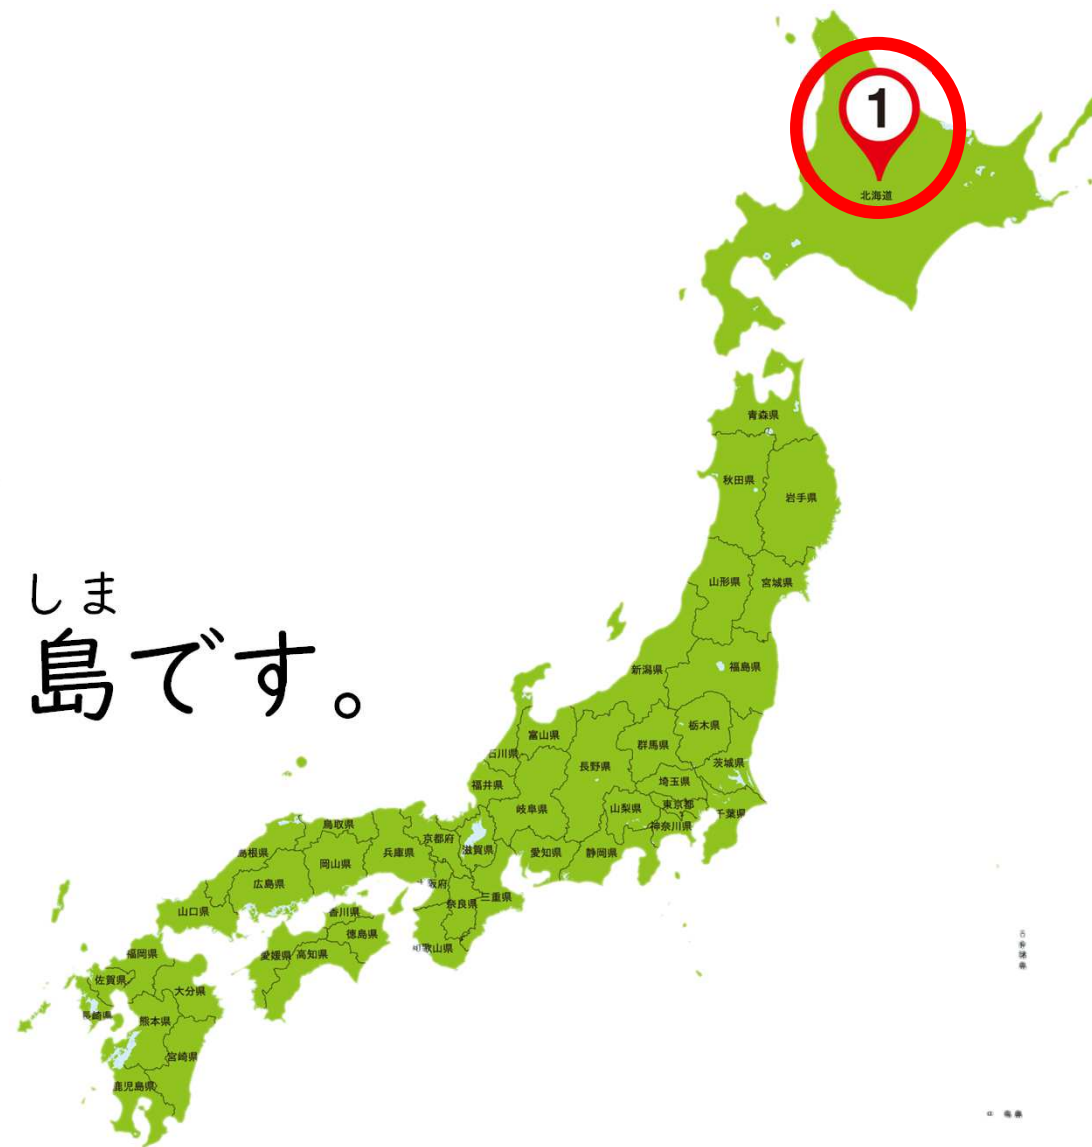 1
北海道
青森県
秋田県
岩手県
山形県
宮城県
しま
島です。
新潟県
福島県
栃木県
群馬県
富山県
石川県
長野県
茨城県
福井県
埼玉県
岐阜県
山梨県
東京都
千葉県
神奈川県
鳥取県
京都府
滋賀県
愛知県
静岡県
島根県
岡山県
兵庫県
広島県
阪府
奈良県
三重県
山口県
香川県
徳島県
歌山県
福岡県
愛媛県
高知県
佐賀県
大分県
長崎県
熊本県
宮崎県
鹿児島県